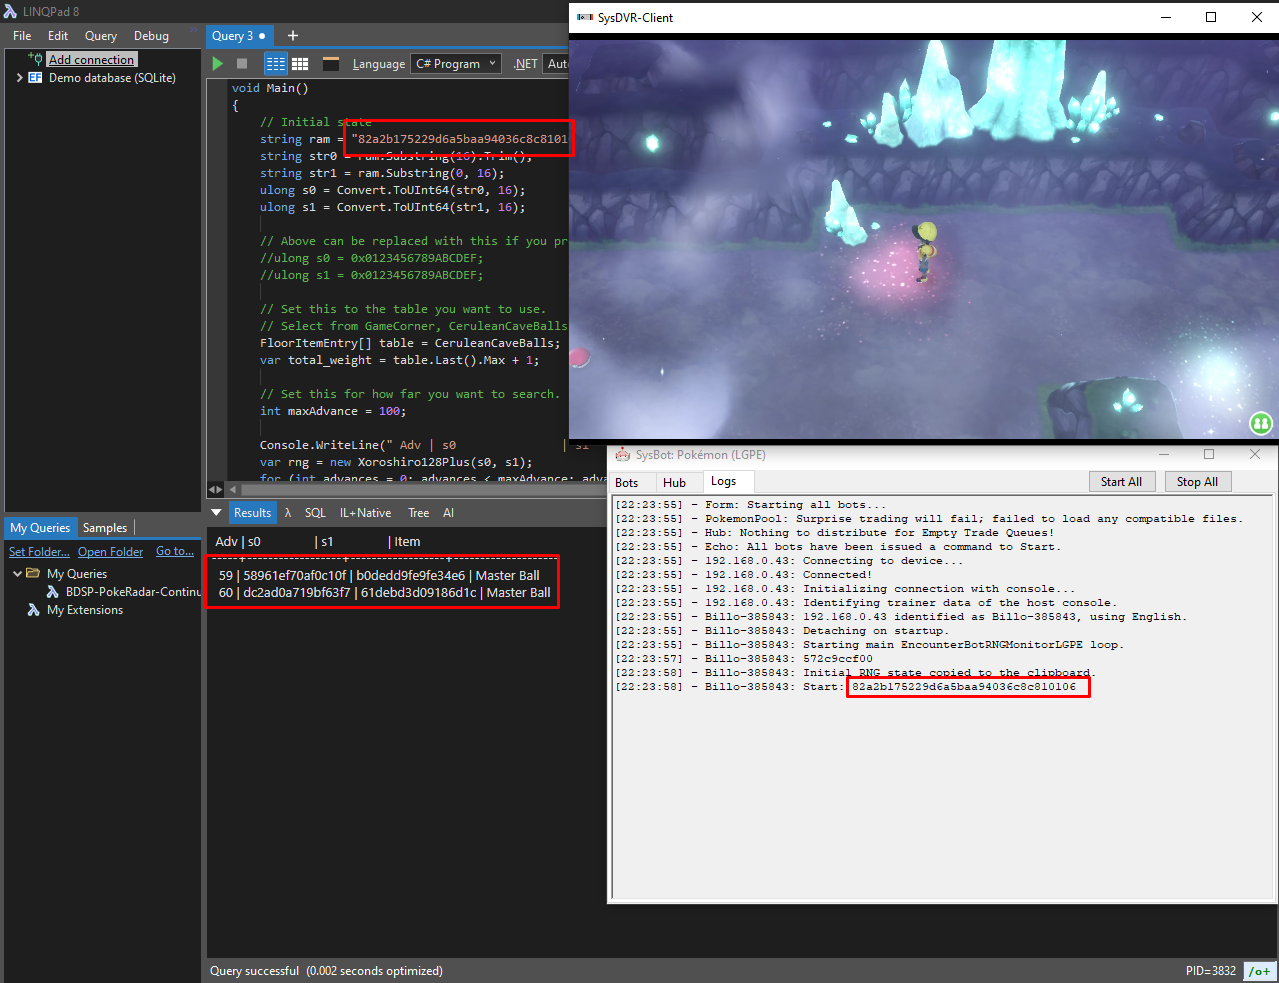 LINQPad 8
File Edit Query Debug
Add connection
EF Demo database (SQLite)
Query 3
+
Language C# Program .NET Auto
void Main()
{
// Initial state
string ram = "82a2b175229d6a5baa94036c8c8101
string str0 = ram.Substring(16).Trim();
string str1 = ram.Substring(0, 16);
ulong s0 = Convert.ToUInt64(str0, 16);
ulong s1 = Convert.ToUInt64(str1, 16);
// Above can be replaced with this if you pr
//ulong s0 = 0x0123456789ABCDEF;
//ulong s1 = 0x0123456789ABCDEF;
// Set this to the table you want to use.
// Select from GameCorner, CeruleanCaveBalls
FloorItemEntry[] table = CeruleanCaveBalls;
var total_weight = table.Last().Max + 1;
// Set this for how far you want to search.
int maxAdvance = 100;
Console.WriteLine(" Adv | s0 | s1
var rng = new Xoroshiro128Plus(s0, s1);
for (int advances = 0; advances < maxAdvance; adva
Results λ SQL IL+Native Tree AI
Adv | s0 | s1 | Item
59 | 58961ef70af0c10f | b0dedd9fe9fe34e6 | Master Ball
60 | dc2ad0a719bf63f7 | 61debd3d09186d1c | Master Ball
My Queries Samples
Set Folder... Open Folder Go to...
My Queries
BDSP-PokeRadar-Continu
My Extensions
Query successful (0.002 seconds optimized)
PID=3832 /o+
SysDVR-Client
SysBot: Pokémon (LGPE)
Bots Hub Logs Start All Stop All
[22:23:55] - Form: Starting all bots...
[22:23:55] - PokemonPool: Surprise trading will fail; failed to load any compatible files.
[22:23:55] - Hub: Nothing to distribute for Empty Trade Queues!
[22:23:55] - Echo: All bots have been issued a command to Start.
[22:23:55] - 192.168.0.43: Connecting to device...
[22:23:55] - 192.168.0.43: Connected!
[22:23:55] - 192.168.0.43: Initializing connection with console...
[22:23:55] - 192.168.0.43: Identifying trainer data of the host console.
[22:23:55] - Billo-385843: 192.168.0.43 identified as Billo-385843, using English.
[22:23:55] - Billo-385843: Detaching on startup.
[22:23:55] - Billo-385843: Starting main EncounterBotRNGMonitorLGPE loop.
[22:23:57] - Billo-385843: 572c9ccf00
[22:23:58] - Billo-385843: Initial RNG state copied to the clipboard.
[22:23:58] - Billo-385843: Start: 82a2b175229d6a5baa94036c8c810106